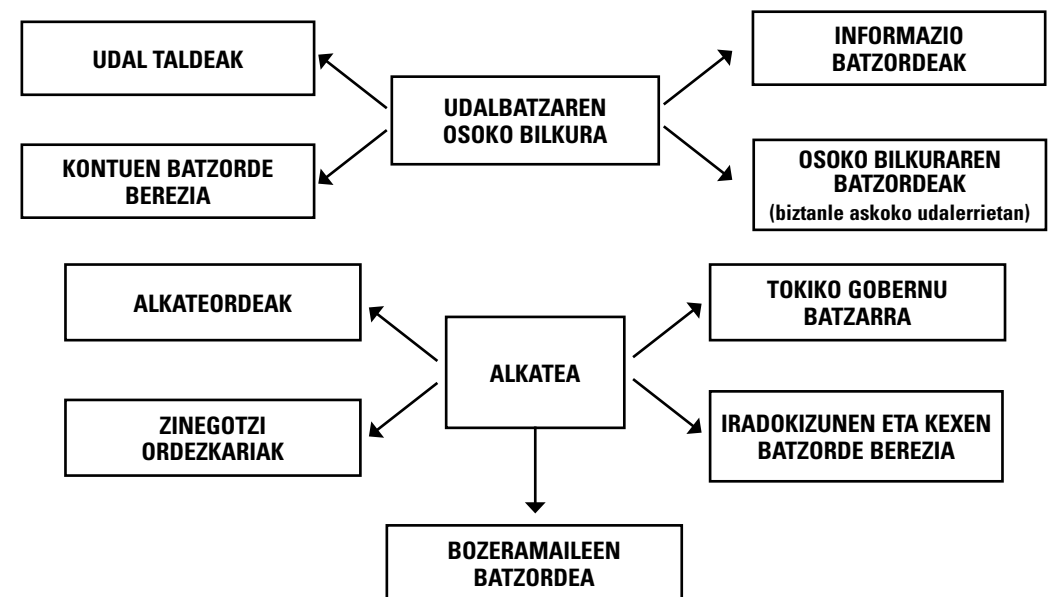 UDAL TALDEAK
INFORMAZIO
BATZORDEAK
UDALBATZAREN
OSOKO BILKURA
KONTUEN BATZORDE
BEREZIA
OSOKO BILKURAREN
BATZORDEAK
(biztanle askoko udalerrietan)
ALKATEORDEAK
TOKIKO GOBERNU
BATZARRA
ALKATEA
ZINEGOTZI
ORDEZKARIAK
IRADOKIZUNEN ETA KEXEN
BATZORDE BEREZIA
BOZERAMAILEEN
BATZORDEA